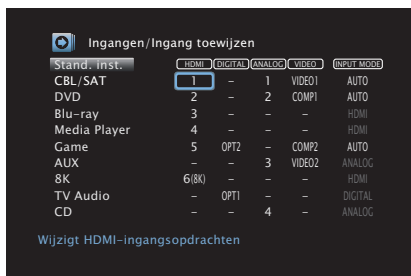 Ingangen/Ingang toewijzen
Stand. inst. HDMI DIGITAL ANALOG VIDEO INPUT MODE
CBL/SAT 1 – 1 VIDEO1 AUTO
DVD 2 – 2 COMP1 AUTO
Blu-ray 3 – – – HDMI
Media Player 4 – – – HDMI
Game 5 OPT2 – COMP2 AUTO
AUX – – 3 VIDEO2 ANALOG
8K 6(8K) – – – HDMI
TV Audio – OPT1 – – DIGITAL
CD – – 4 – ANALOG
Wijzigt HDMI-ingangsopdrachten